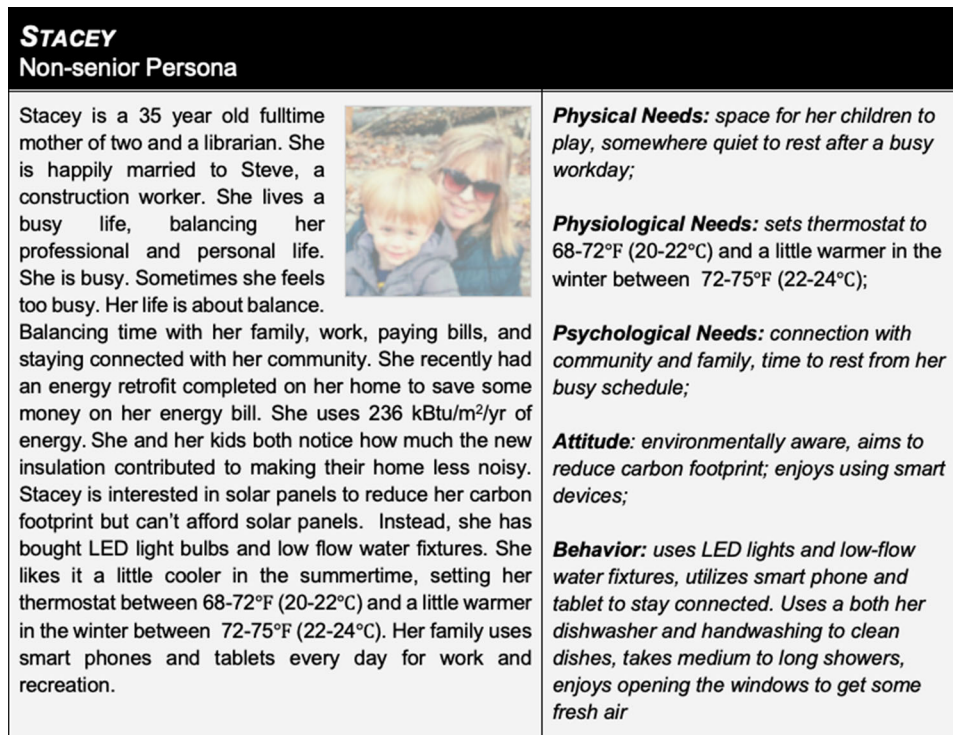 STACEY
Non-senior Persona
Stacey is a 35 year old fulltime
mother of two and a librarian. She
is happily married to Steve, a
construction worker. She lives a
busy life, balancing her
professional and personal life.
She is busy. Sometimes she feels
too busy. Her life is about balance.
Balancing time with her family, work, paying bills, and
staying connected with her community. She recently had
an energy retrofit completed on her home to save some
money on her energy bill. She uses 236 kBtu/m²/yr of
energy. She and her kids both notice how much the new
insulation contributed to making their home less noisy.
Stacey is interested in solar panels to reduce her carbon
footprint but can't afford solar panels.  Instead, she has
bought LED light bulbs and low flow water fixtures. She
likes it a little cooler in the summertime, setting her
thermostat between 68-72°F (20-22°C) and a little warmer
in the winter between  72-75°F (22-24°C). Her family uses
smart phones and tablets every day for work and
recreation.
Physical Needs: space for her children to
play, somewhere quiet to rest after a busy
workday;
Physiological Needs: sets thermostat to
68-72°F (20-22°C) and a little warmer in the
winter between  72-75°F (22-24°C);
Psychological Needs: connection with
community and family, time to rest from her
busy schedule;
Attitude: environmentally aware, aims to
reduce carbon footprint; enjoys using smart
devices;
Behavior: uses LED lights and low-flow
water fixtures, utilizes smart phone and
tablet to stay connected. Uses a both her
dishwasher and handwashing to clean
dishes, takes medium to long showers,
enjoys opening the windows to get some
fresh air